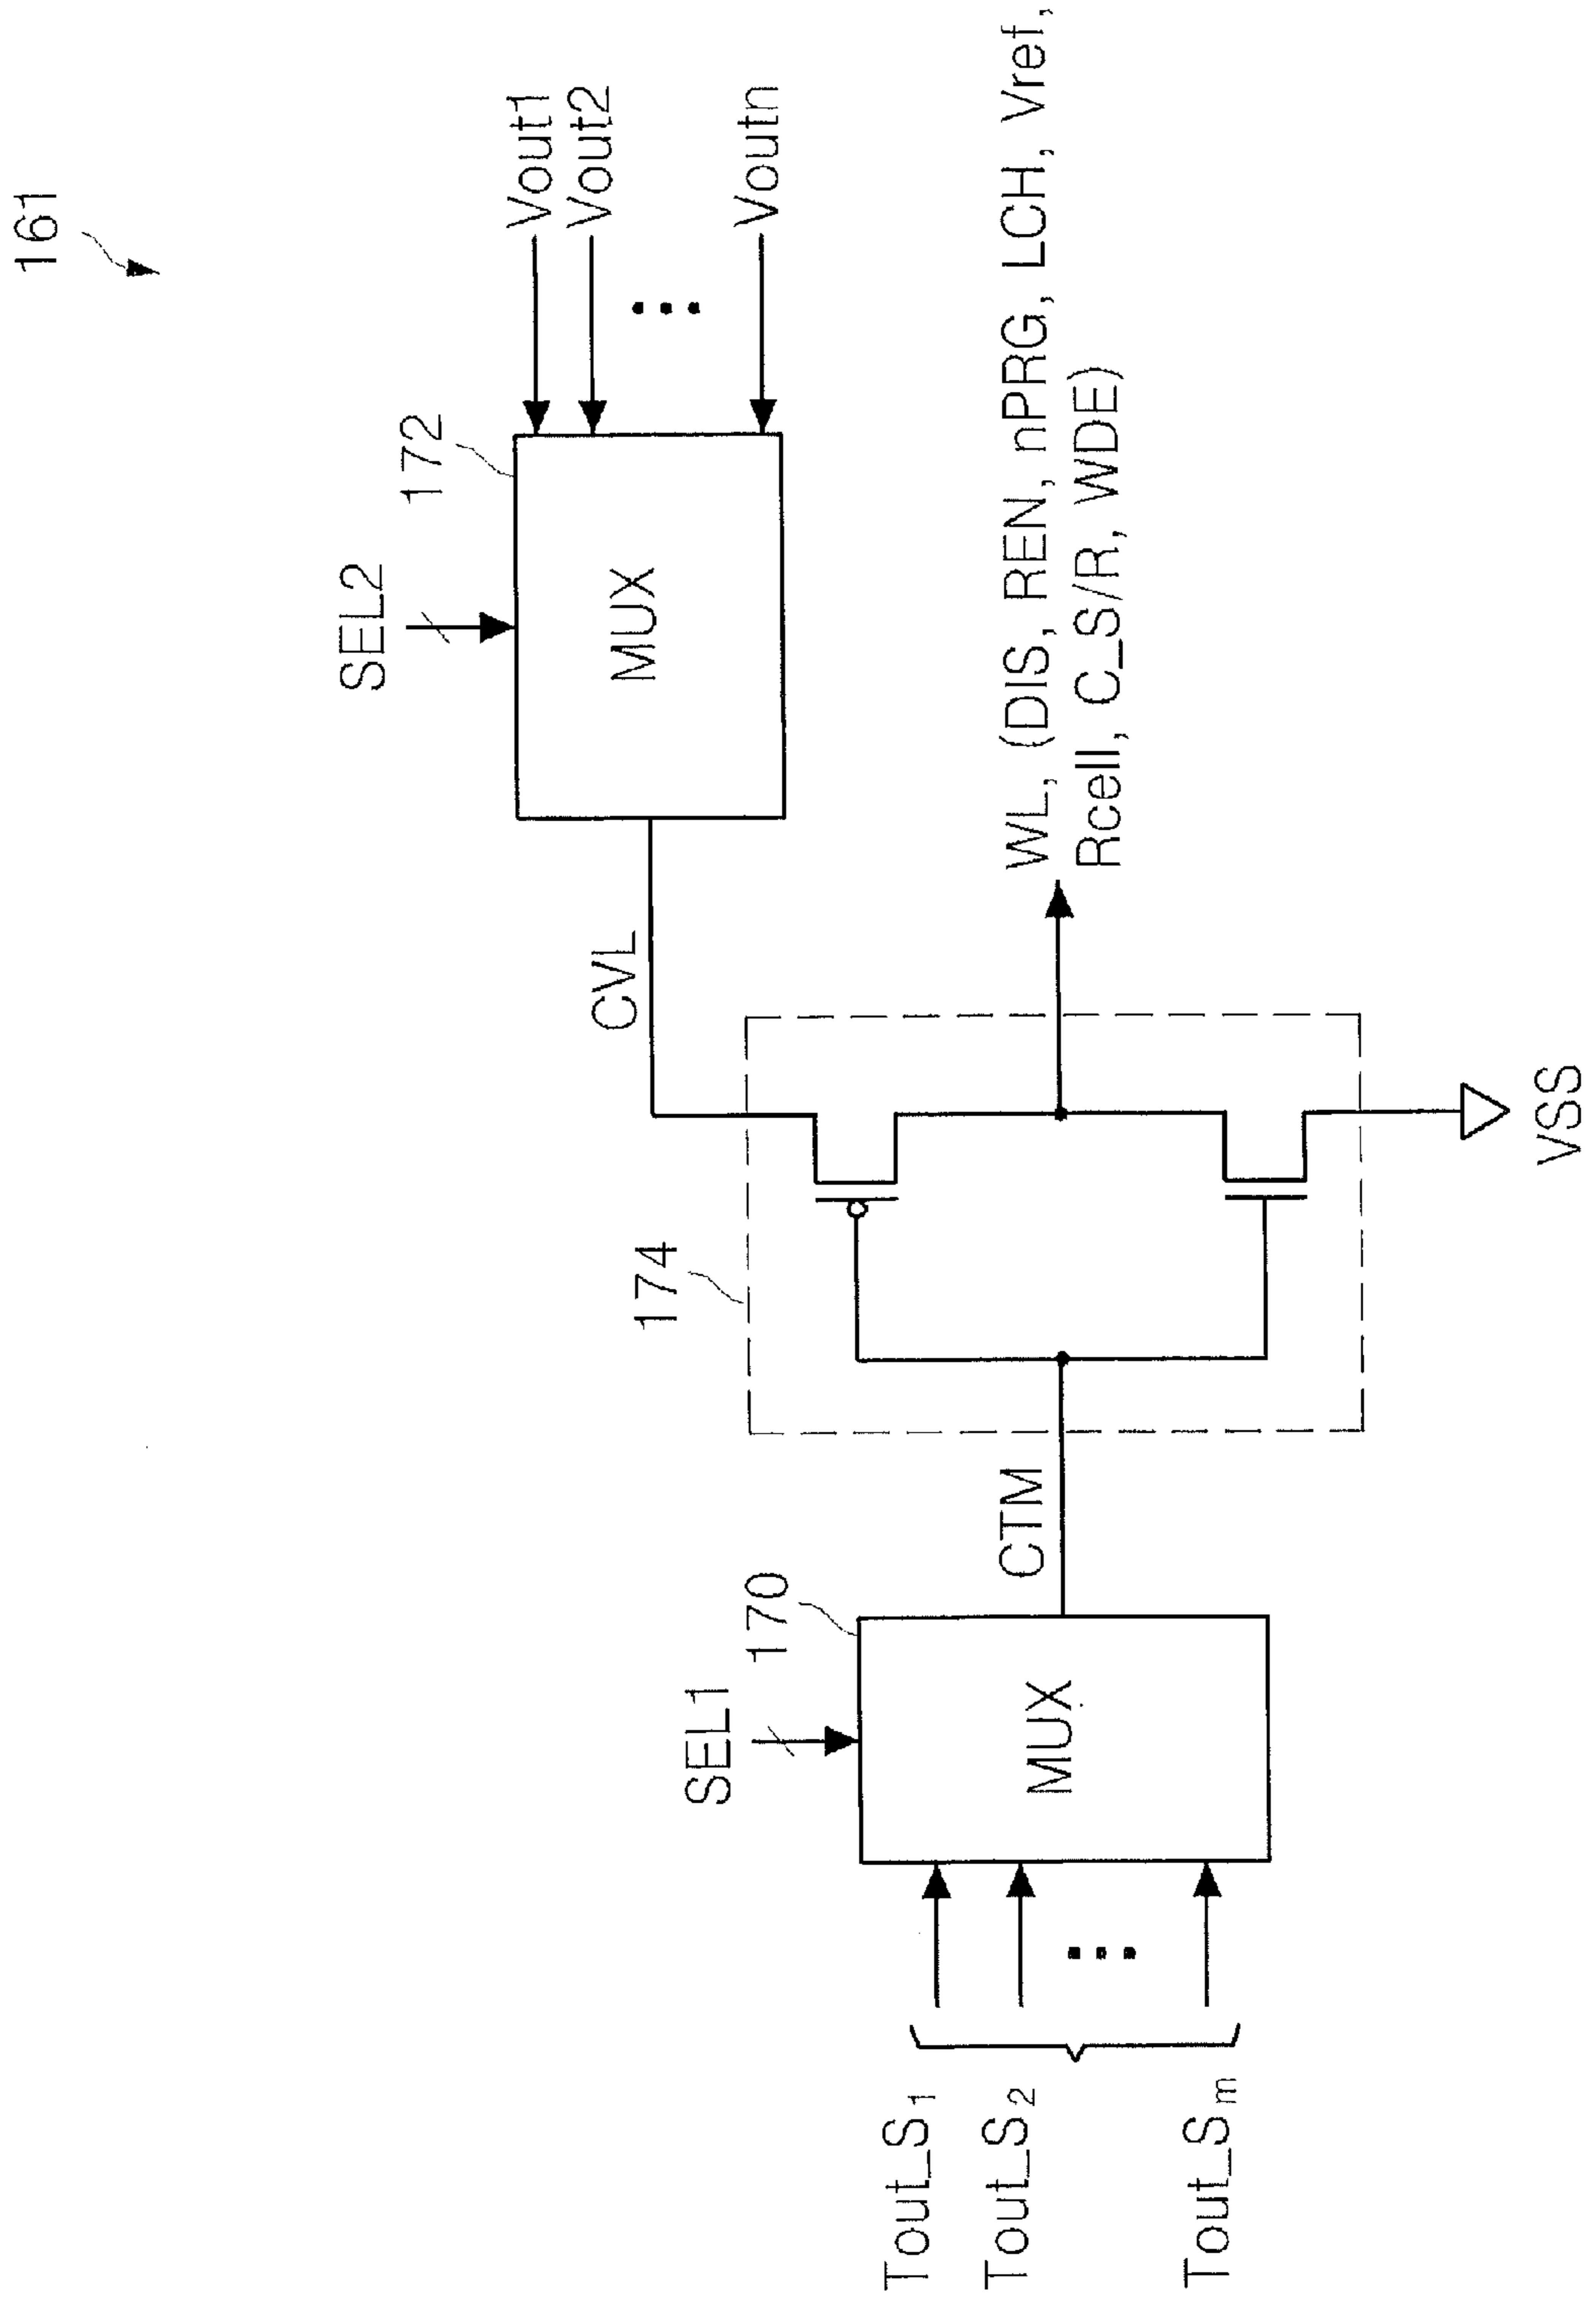 161
SEL2
172
Vout1
Vout2
Voutn
MUX
CVL
174
WL, (DIS, REN, nPRG, LCH, Vref,
Rcell, C_S/R, WDE)
SEL1
170
CTM
MUX
Tout_S1
Tout_S2
Tout_Sm
VSS